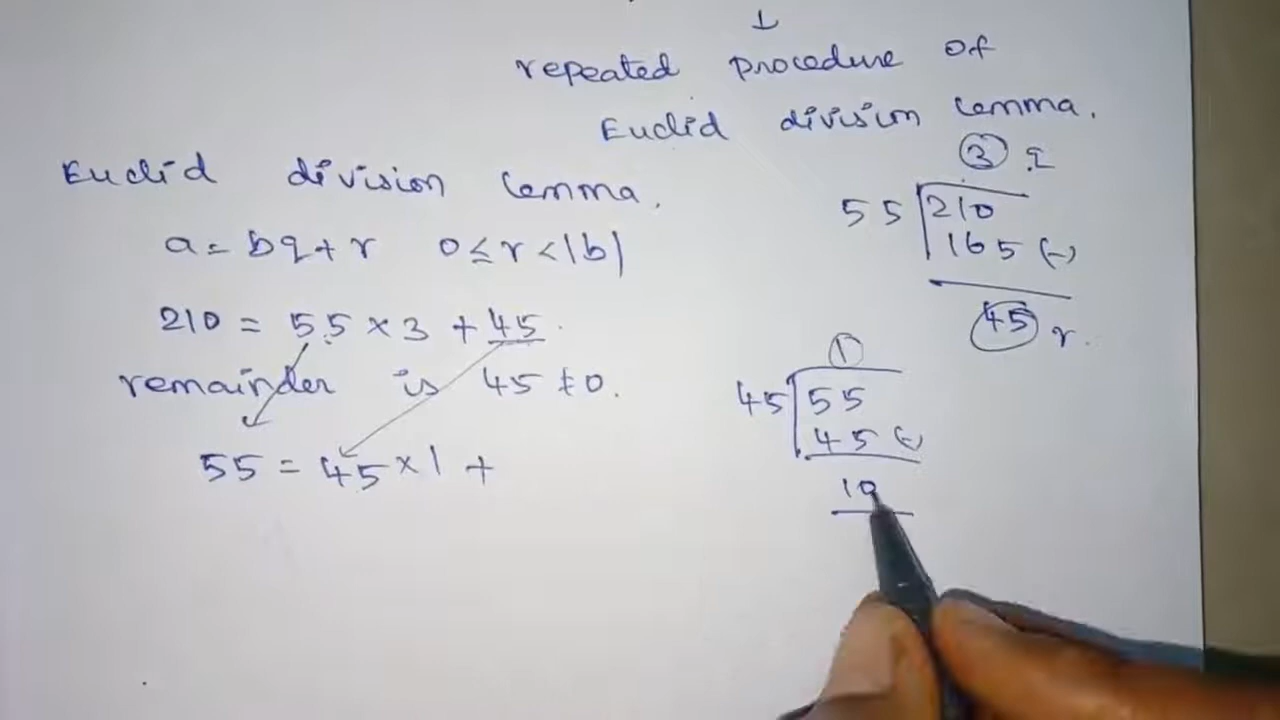 ↓
repeated procedure of
Euclid division lemma.
Euclid division lemma.
a = bq + r 0 ≤ r < |b|
210 = 55 × 3 + 45.
remainder is 45 ≠ 0.
55 = 45 × 1 +
3 q
55 210
165 (-)
45 r.
1
45 55
45 (-)
10